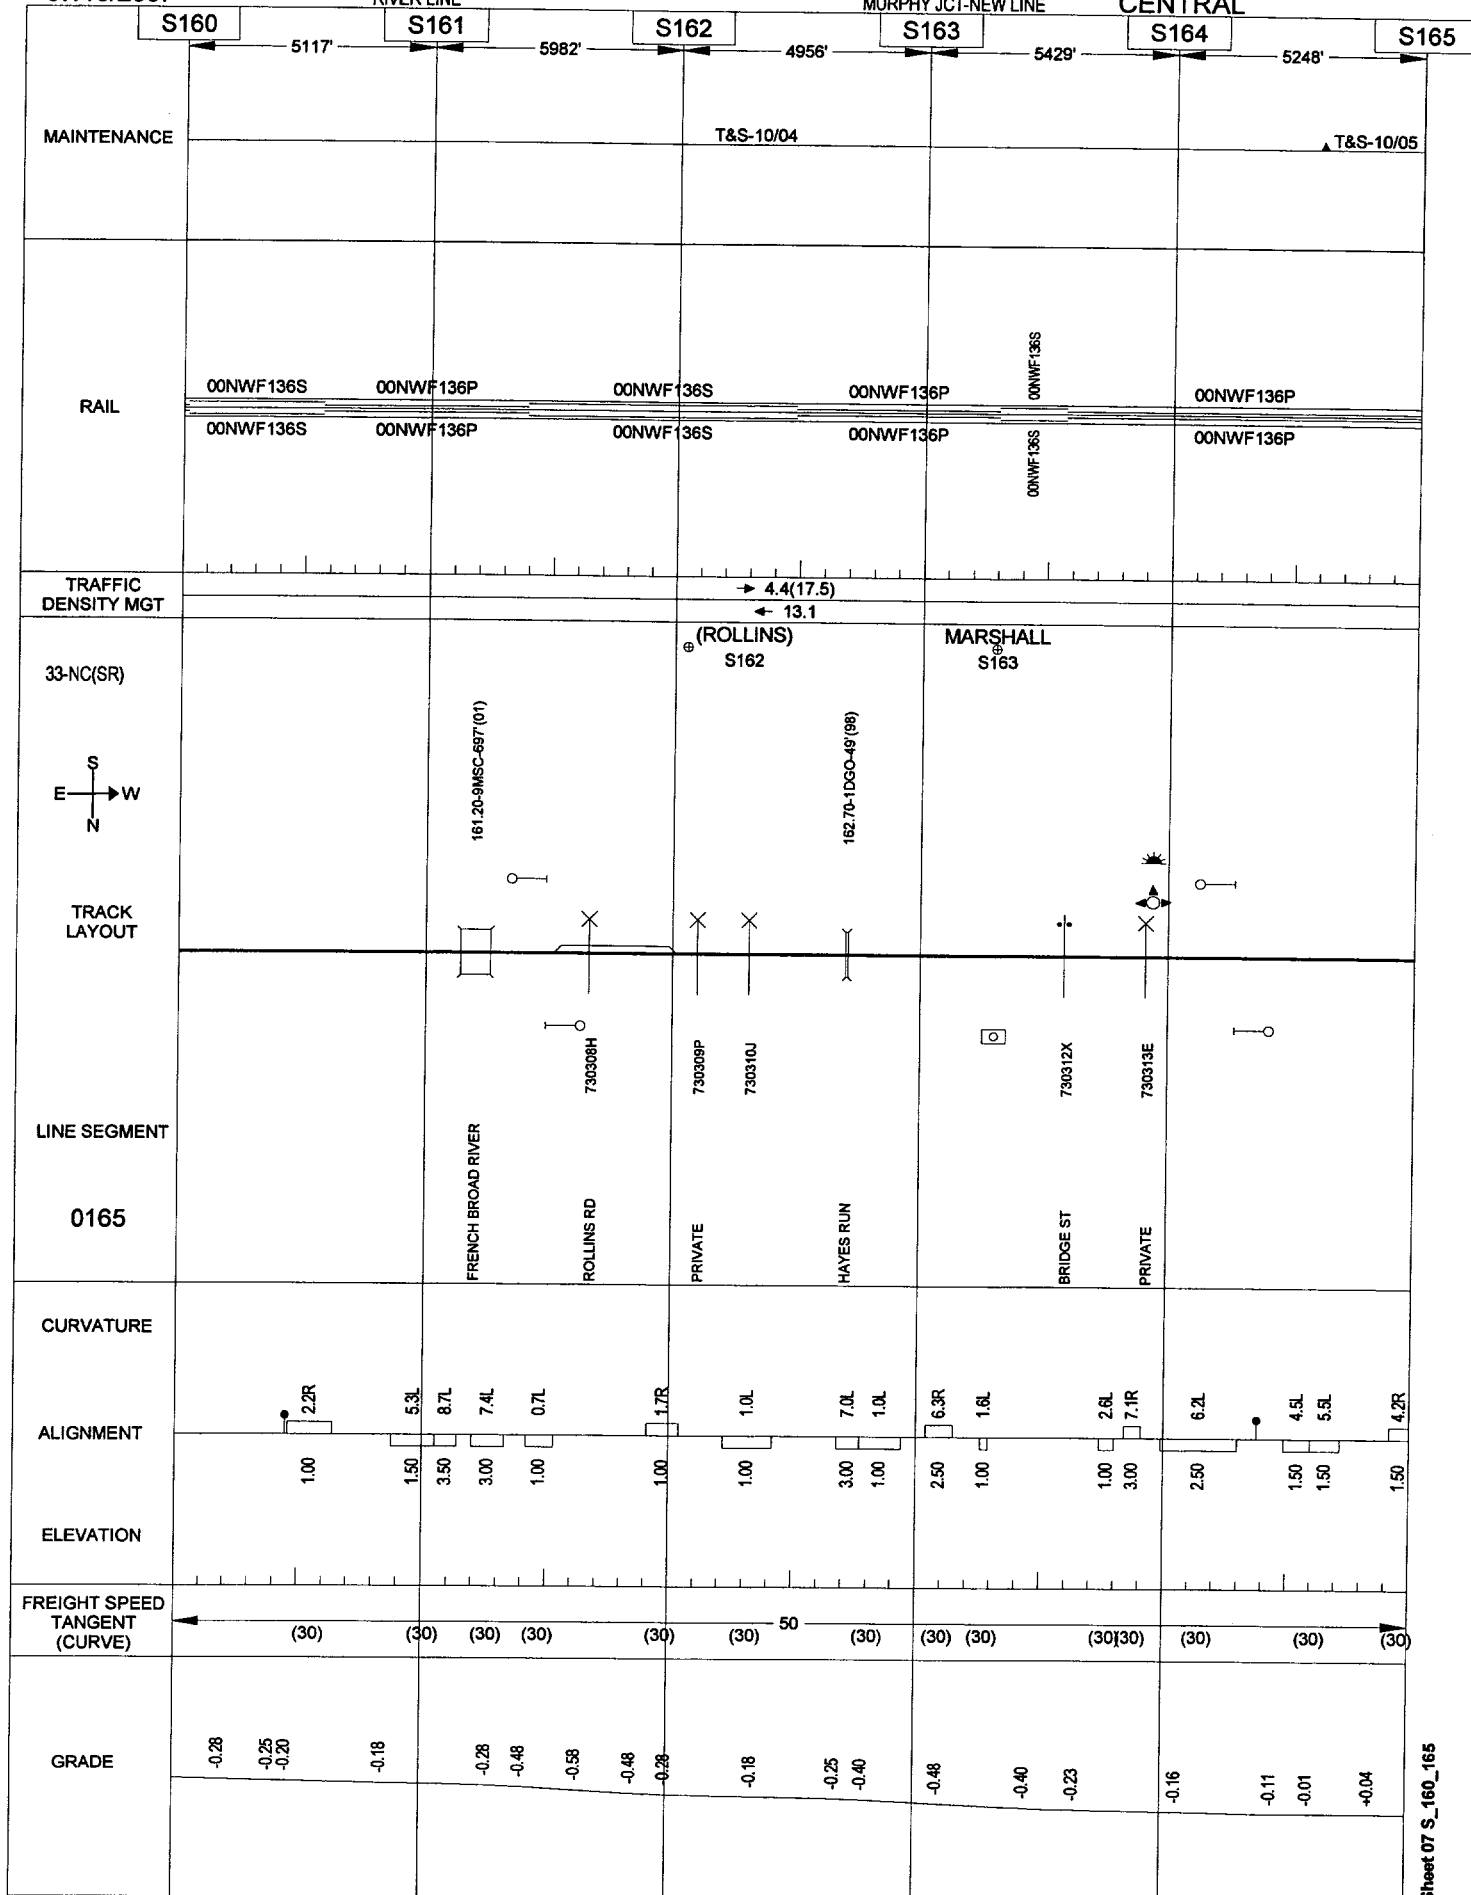 RIVER LINE
MURPHY JCT-NEW LINE
CENTRAL
S160
S161
S162
S163
S164
S165
5117'
5982'
4956'
5429'
5248'
MAINTENANCE
T&S-10/04
T&S-10/05
RAIL
00NWF136S
00NWF136P
00NWF136S
00NWF136P
00NWF136S
00NWF136P
00NWF136S
00NWF136P
00NWF136S
00NWF136P
00NWF136S
00NWF136P
TRAFFIC
DENSITY MGT
4.4(17.5)
13.1
33-NC(SR)
(ROLLINS)
S162
MARSHALL
S163
S
E W
N
161.20-9MSC-697'(01)
162.70-1DGO-49'(98)
TRACK
LAYOUT
730308H
730309P
730310J
730312X
730313E
LINE SEGMENT
0165
FRENCH BROAD RIVER
ROLLINS RD
PRIVATE
HAYES RUN
BRIDGE ST
PRIVATE
CURVATURE
2.2R
5.3L
8.7L
7.4L
0.7L
1.7R
1.0L
7.0L
1.0L
6.3R
1.6L
2.6L
7.1R
6.2L
4.5L
5.5L
4.2R
ALIGNMENT
1.00
1.50
3.50
3.00
1.00
1.00
1.00
3.00
1.00
2.50
1.00
1.00
3.00
2.50
1.50
1.50
1.50
ELEVATION
FREIGHT SPEED
TANGENT
(CURVE)
50
(30)
(30)
(30)
(30)
(30)
(30)
(30)
(30)
(30)
(30)
(30)
(30)
(30)
(30)
GRADE
-0.28
-0.25
-0.20
-0.18
-0.28
-0.48
-0.58
-0.48
-0.28
-0.18
-0.25
-0.40
-0.48
-0.40
-0.23
-0.16
-0.11
-0.01
+0.04
Sheet 07 S_160_165